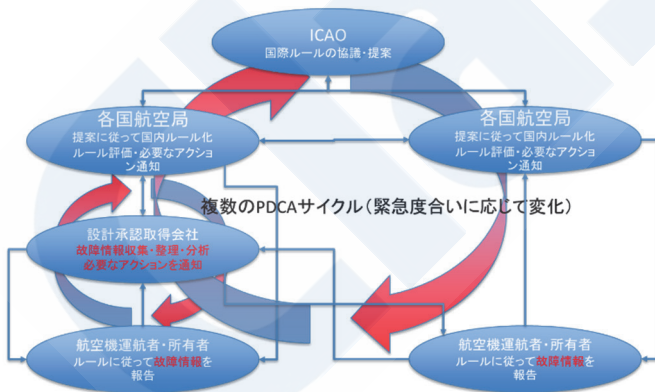 ICAO
国際ルールの協議・提案
各国航空局
提案に従って国内ルール化
ルール評価・必要なアクショ
ン通知
各国航空局
提案に従って国内ルール化
ルール評価・必要なアクショ
ン通知
複数のPDCAサイクル（緊急度合いに応じて変化）
設計承認取得会社
故障情報収集・整理・分析
必要なアクションを通知
航空機運航者・所有者
ルールに従って故障情報を
報告
航空機運航者・所有者
ルールに従って故障情報を
報告